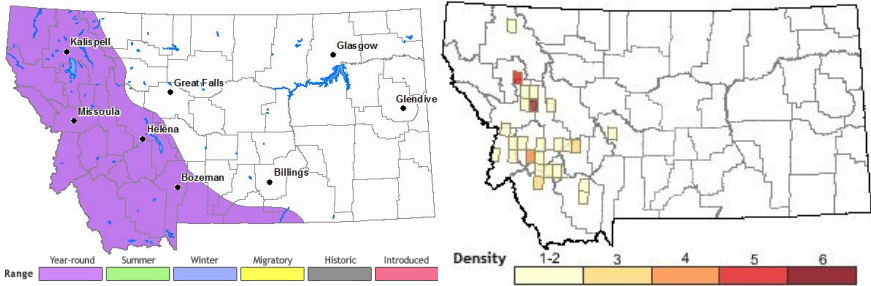 Kalispell
Glasgow
Great Falls
Glendive
Missoula
Helena
Bozeman
Billings
Range Year-round Summer Winter Migratory Historic Introduced
Density 1-2 3 4 5 6